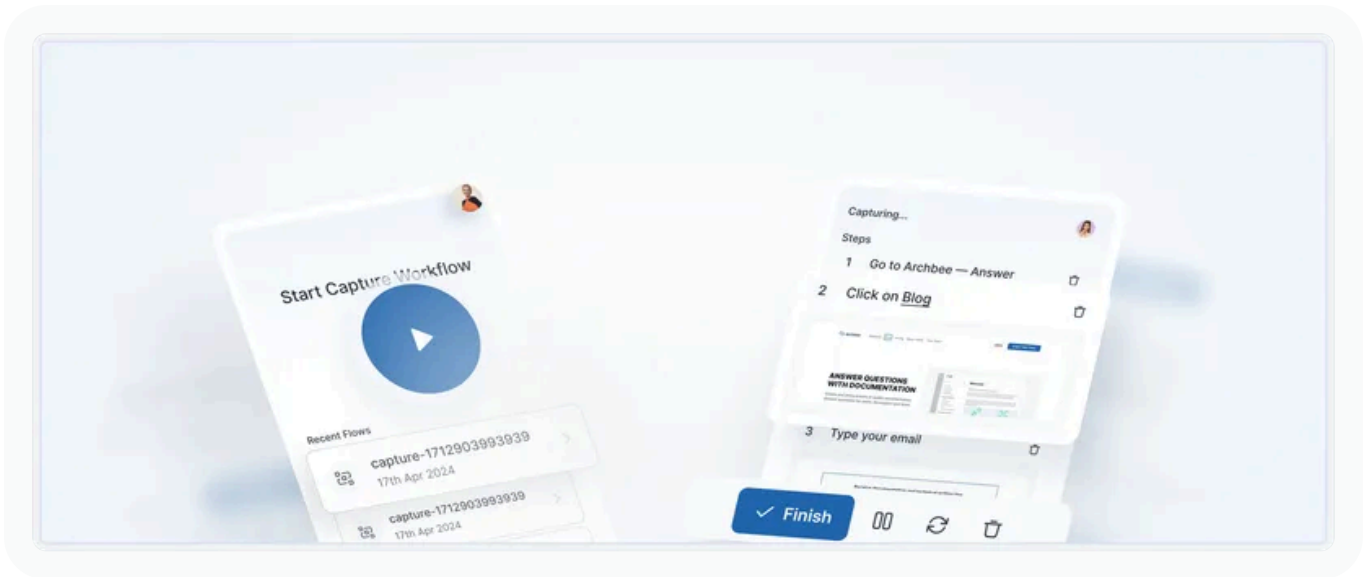 Start Capture Workflow
Recent Flows
capture-1712903993939
17th Apr 2024
capture-1712903993939
17th Apr 2024
Capturing...
Steps
1 Go to Archbee — Answer
2 Click on Blog
ANSWER QUESTIONS
WITH DOCUMENTATION
3 Type your email
Finish